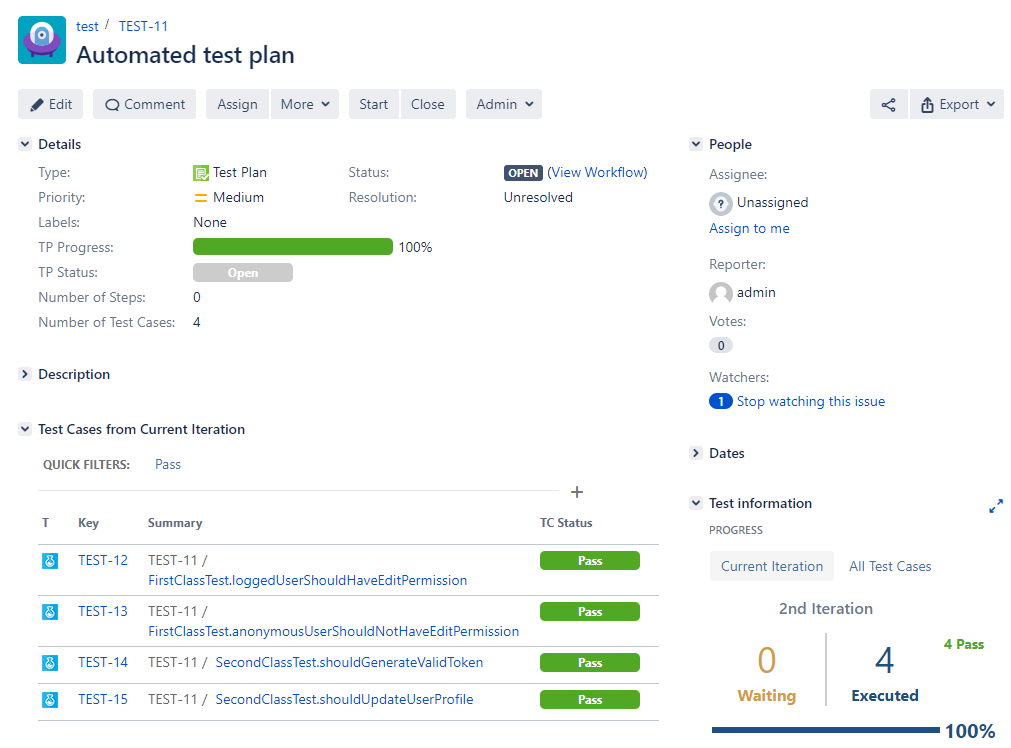 test / TEST-11
Automated test plan
Edit Comment Assign More Start Close Admin Export
Details
Type: Test Plan Status: OPEN (View Workflow)
Priority: Medium Resolution: Unresolved
Labels: None
TP Progress: 100%
TP Status: Open
Number of Steps: 0
Number of Test Cases: 4
Description
Test Cases from Current Iteration
QUICK FILTERS: Pass
+
T Key Summary TC Status
TEST-12 TEST-11 / Pass
FirstClassTest.loggedUserShouldHaveEditPermission
TEST-13 TEST-11 / Pass
FirstClassTest.anonymousUserShouldNotHaveEditPermission
TEST-14 TEST-11 / SecondClassTest.shouldGenerateValidToken Pass
TEST-15 TEST-11 / SecondClassTest.shouldUpdateUserProfile Pass
People
Assignee:
? Unassigned
Assign to me
Reporter:
admin
Votes:
0
Watchers:
1 Stop watching this issue
Dates
Test information
PROGRESS
Current Iteration All Test Cases
2nd Iteration
0 4 4 Pass
Waiting Executed
100%